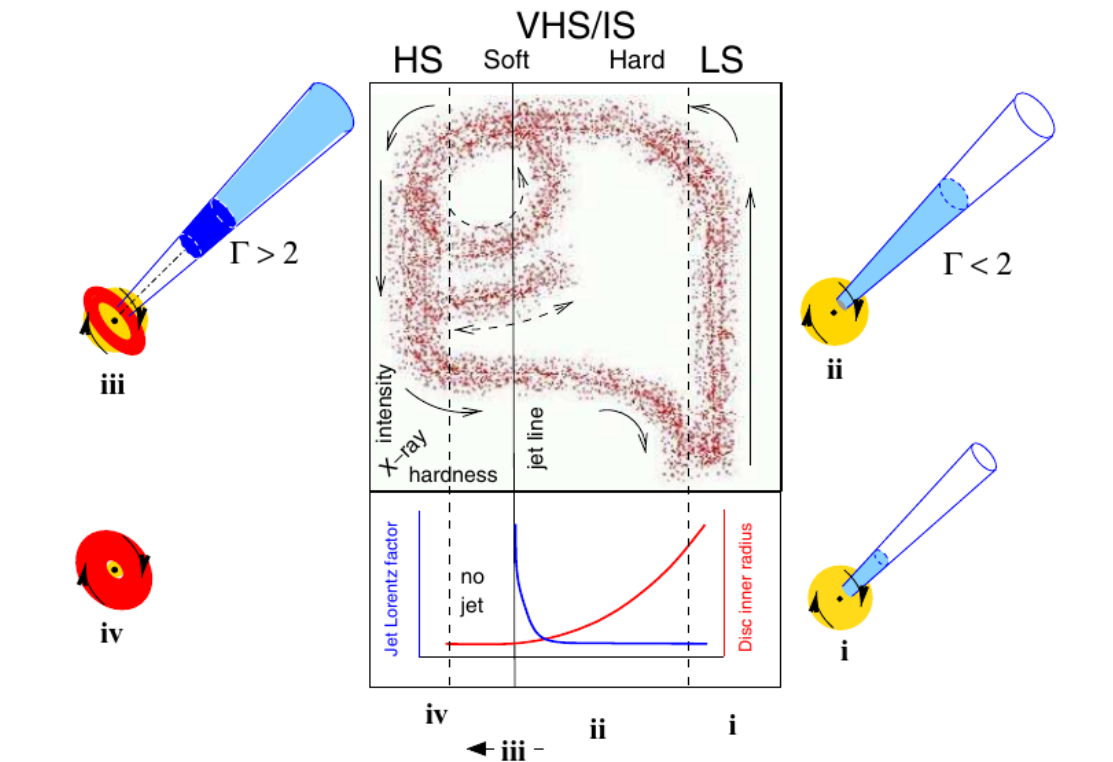 VHS/IS
HS Soft Hard LS
Γ > 2
Γ < 2
iii
ii
intensity
X-ray
hardness
jet line
Jet Lorentz factor
no
jet
Disc inner radius
iv
i
iv
ii
i
iii